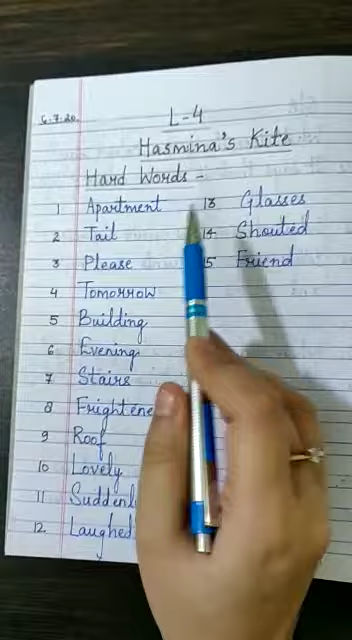 6.7.20
L-4
Hasmina's Kite
Hard Words -
1 Apartment
2 Tail
3 Please
4 Tomorrow
5 Building
6 Evening
7 Stairs
8 Frightene
9 Roof
10 Lovely
11 Suddenl
12 Laughed
13 Glasses
14 Shouted
15 Friend